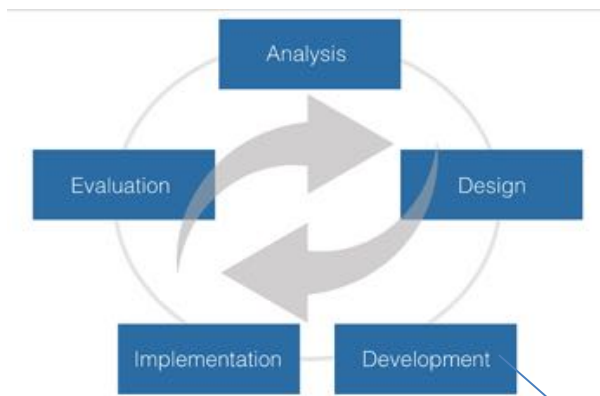 Analysis
Evaluation
Design
Implementation
Development